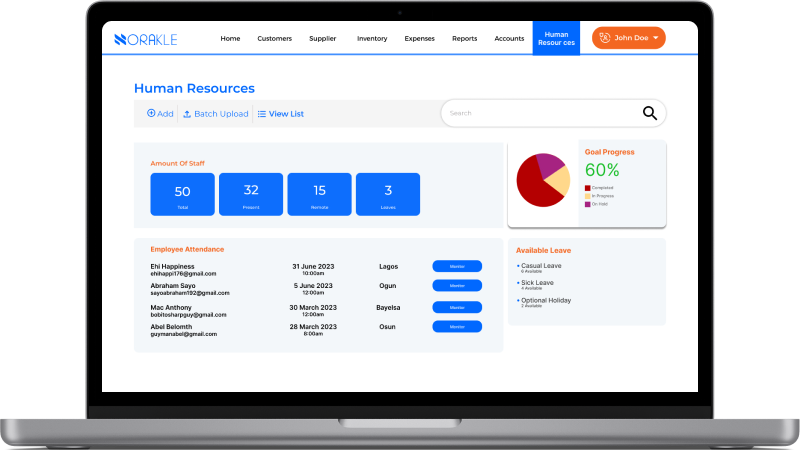 NORAKLE
Home
Customers
Supplier
Inventory
Expenses
Reports
Accounts
Human
Resour ces
John Doe
Human Resources
Add
Batch Upload
View List
Search
Amount Of Staff
50
Total
32
Present
15
Remote
3
Leaves
Goal Progress
60%
Completed
In Progress
On Hold
Employee Attendance
Ehi Happiness
ehihappi176@gmail.com
31 June 2023
10:00am
Lagos
Monitor
Abraham Sayo
sayoabraham192@gmail.com
5 June 2023
12:00am
Ogun
Monitor
Mac Anthony
bobitosharpguy@gmail.com
30 March 2023
12:00am
Bayelsa
Monitor
Abel Belomth
guymanabel@gmail.com
28 March 2023
8:00am
Osun
Monitor
Available Leave
Casual Leave
6 Available
Sick Leave
4 Available
Optional Holiday
2 Available